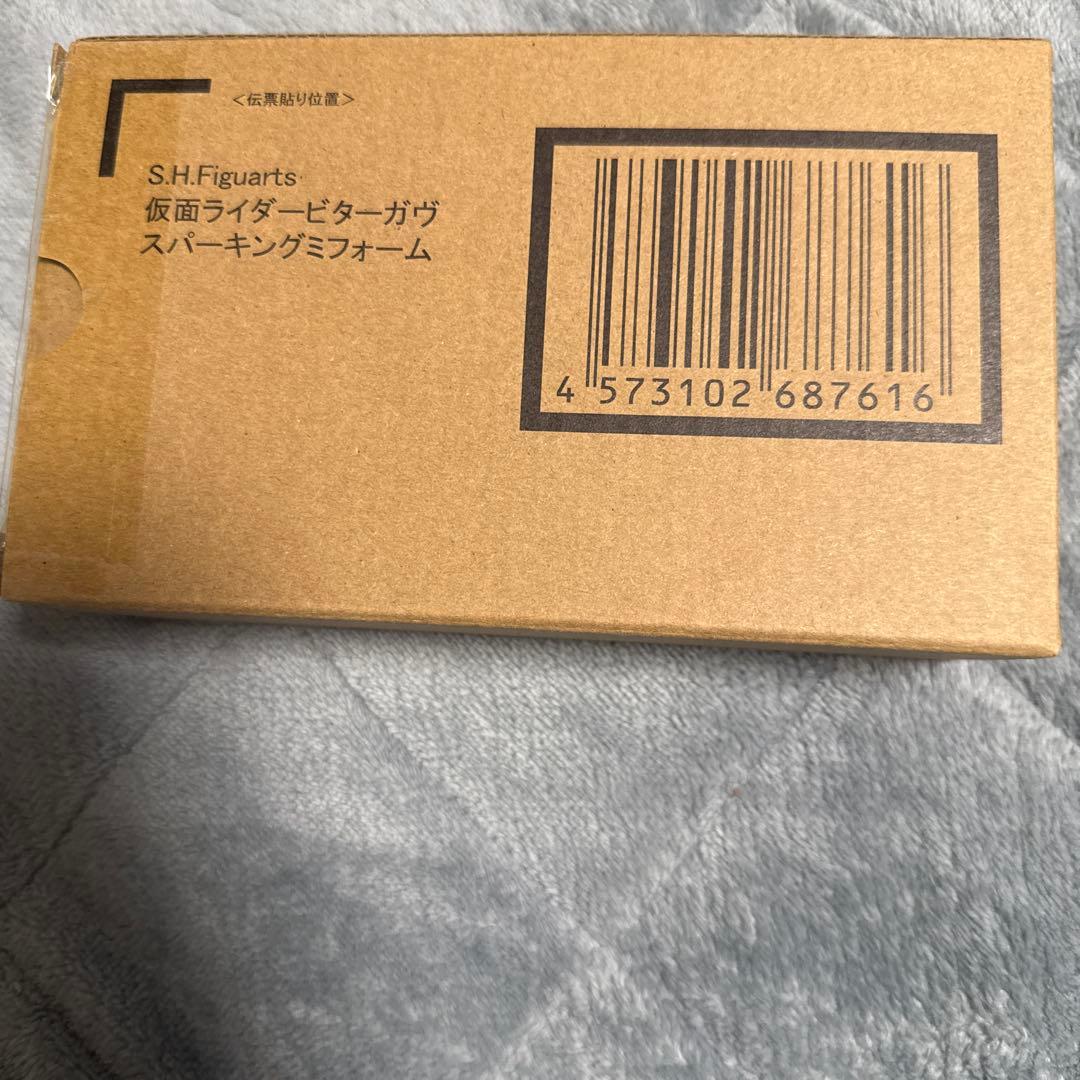 ＜伝票貼り位置＞
S.H.Figuarts
仮面ライダービターガヴ
スパーキングミフォーム
4 573102 687616